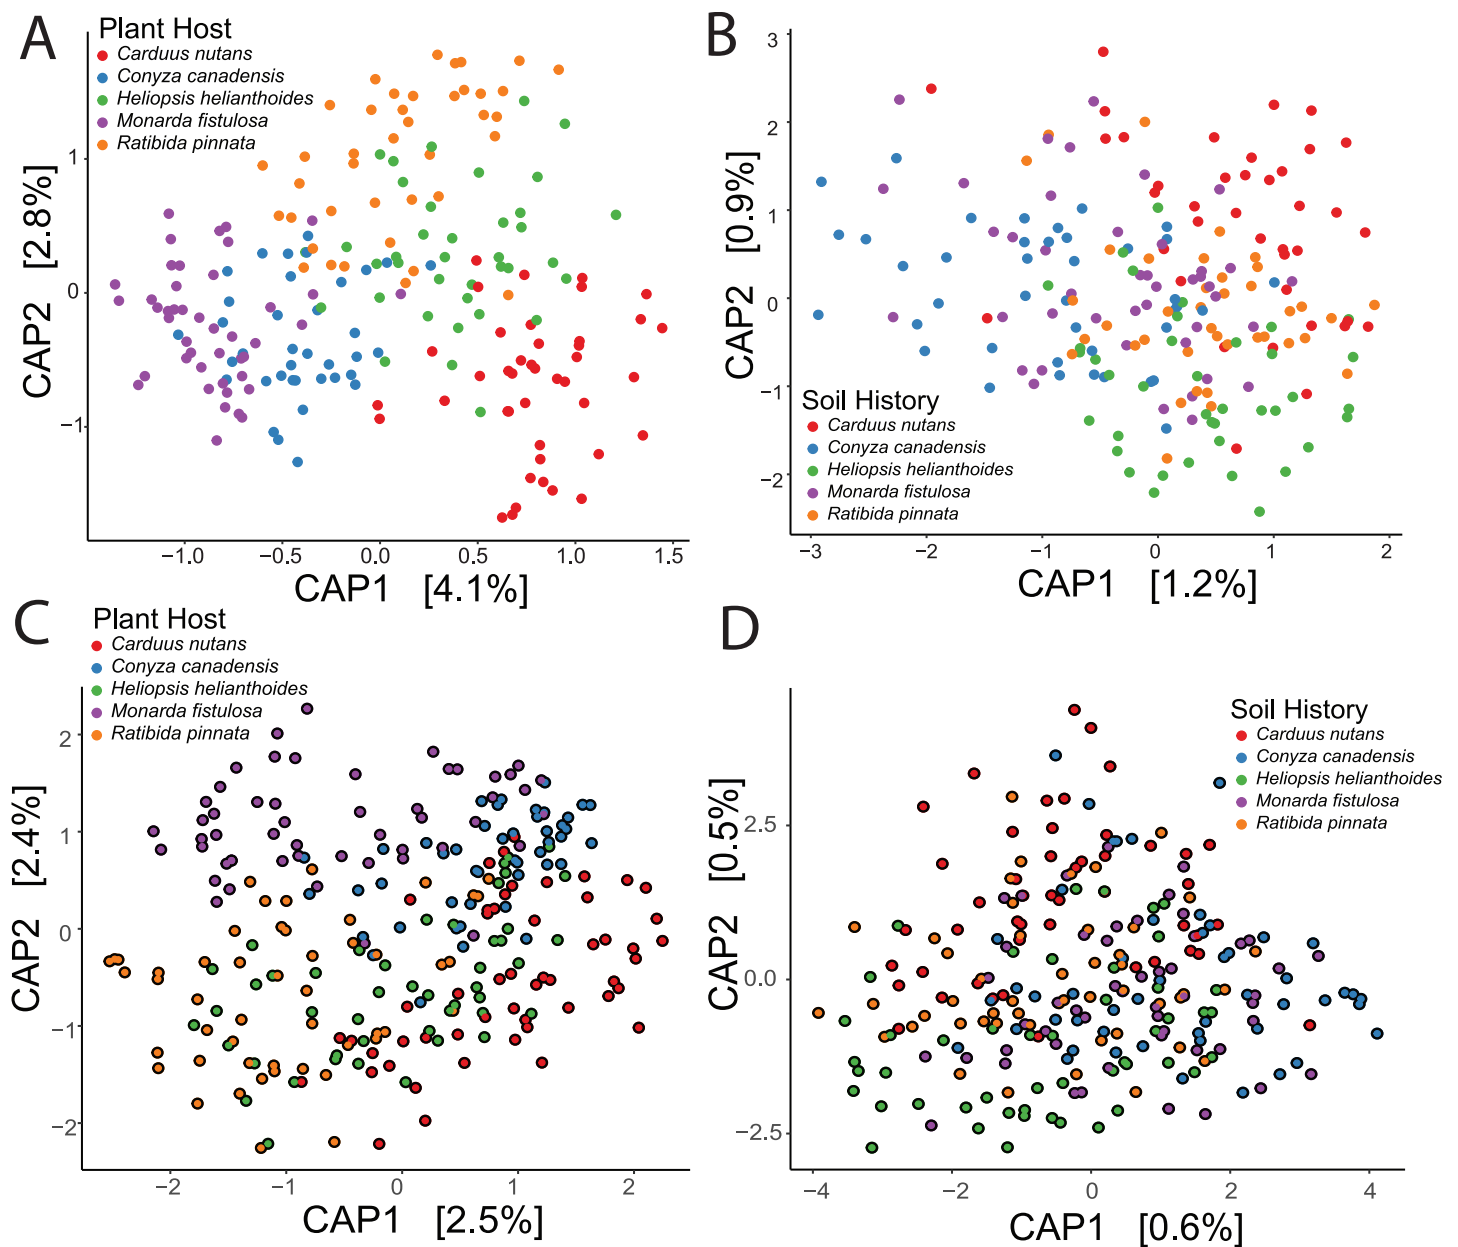 A
Plant Host
Carduus nutans
Conyza canadensis
Heliopsis helianthoides
Monarda fistulosa
Ratibida pinnata
CAP2 [2.8%]
1
0
−1
−1.0
−0.5
0.0
0.5
1.0
1.5
CAP1 [4.1%]
B
CAP2 [0.9%]
3
2
1
0
−1
−2
Soil History
Carduus nutans
Conyza canadensis
Heliopsis helianthoides
Monarda fistulosa
Ratibida pinnata
−3
−2
−1
0
1
2
CAP1 [1.2%]
C
Plant Host
Carduus nutans
Conyza canadensis
Heliopsis helianthoides
Monarda fistulosa
Ratibida pinnata
CAP2 [2.4%]
2
1
0
−1
−2
−2
−1
0
1
2
CAP1 [2.5%]
D
Soil History
Carduus nutans
Conyza canadensis
Heliopsis helianthoides
Monarda fistulosa
Ratibida pinnata
CAP2 [0.5%]
2.5
0.0
−2.5
−4
−2
0
2
4
CAP1 [0.6%]